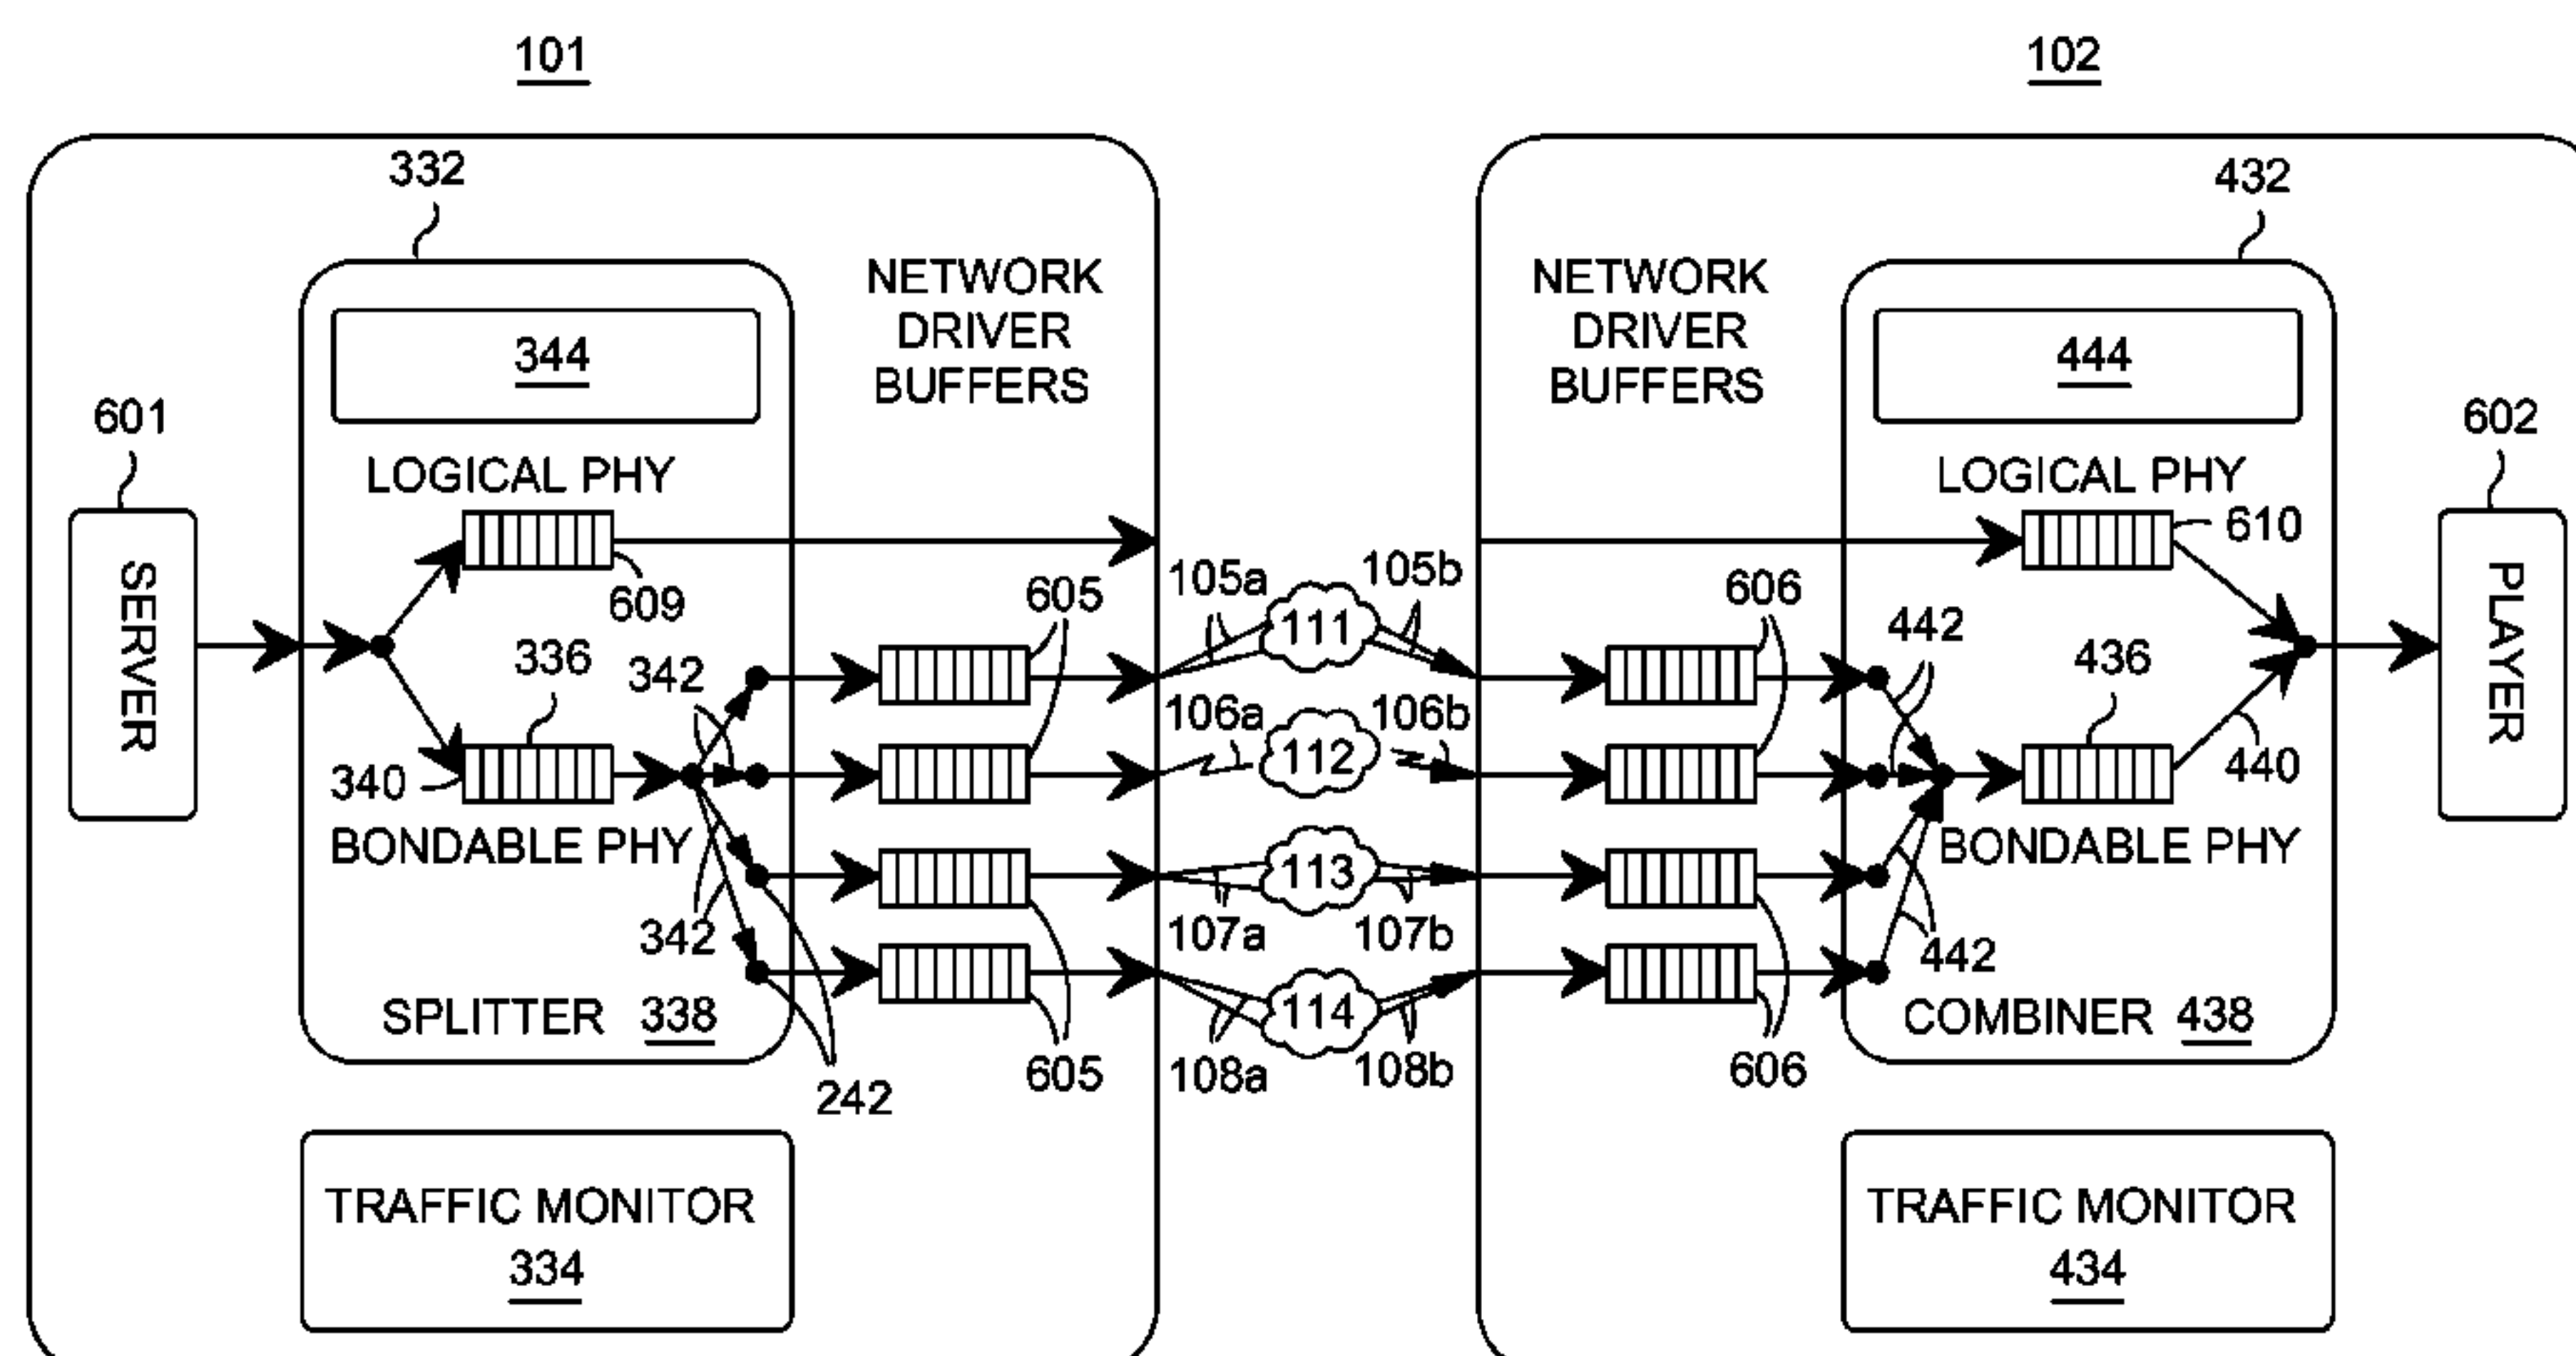 101
102
332
432
NETWORK
DRIVER
BUFFERS
NETWORK
DRIVER
BUFFERS
344
444
601
602
LOGICAL PHY
LOGICAL PHY
609
610
SERVER
PLAYER
605
105a
105b
111
606
336
342
442
436
340
106a
106b
112
440
BONDABLE PHY
BONDABLE PHY
113
342
107a
107b
442
SPLITTER 338
114
COMBINER 438
242
605
108a
108b
606
TRAFFIC MONITOR
334
TRAFFIC MONITOR
434